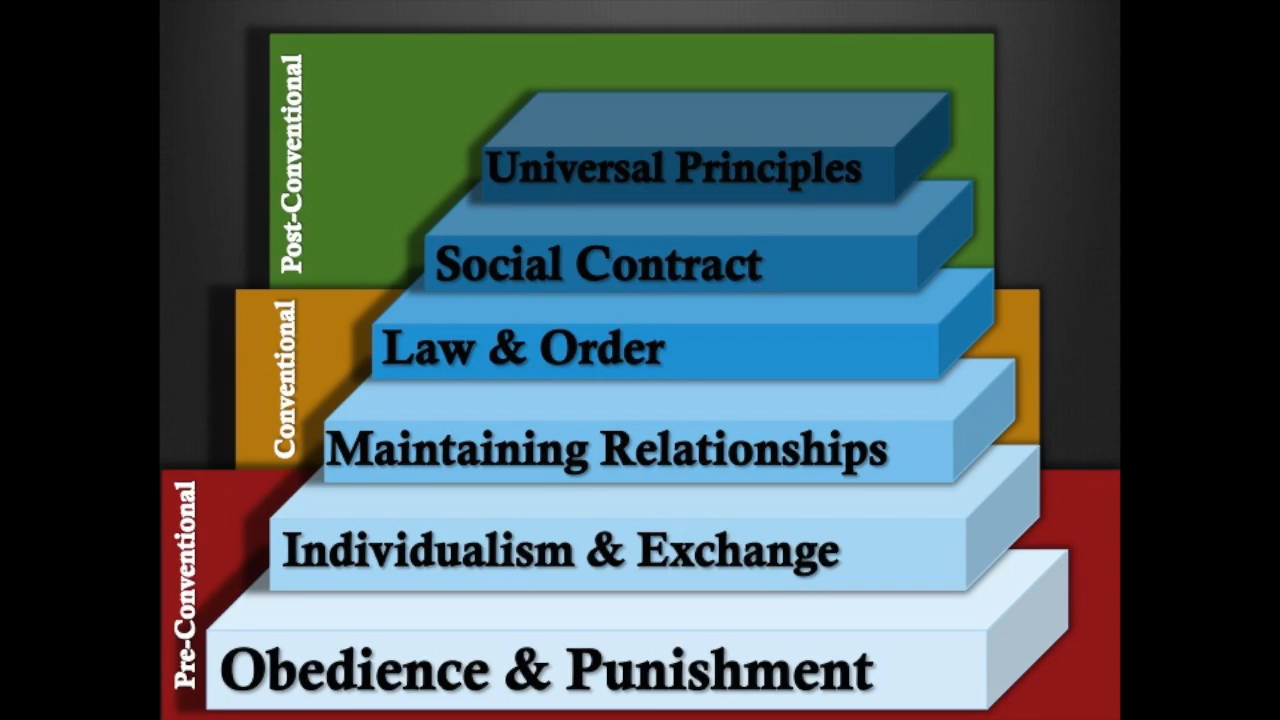 Post-Conventional
Universal Principles
Social Contract
Conventional
Law & Order
Maintaining Relationships
Pre-Conventional
Individualism & Exchange
Obedience & Punishment